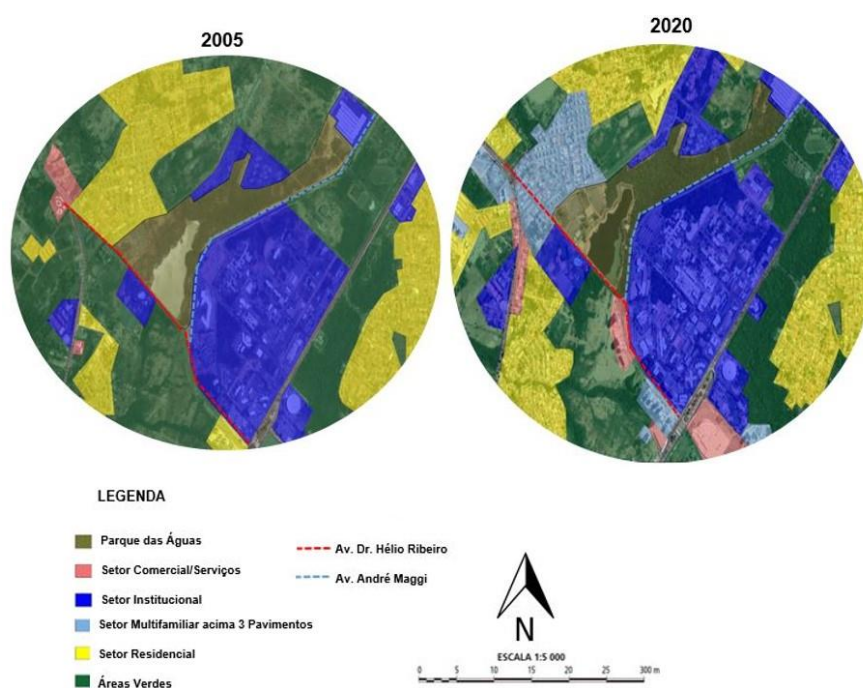 2005
2020
LEGENDA
Parque das Águas
Setor Comercial/Serviços
Setor Institucional
Setor Multifamiliar acima 3 Pavimentos
Setor Residencial
Áreas Verdes
Av. Dr. Hélio Ribeiro
Av. André Maggi
N
ESCALA 1:5 000
0 5 10 15 20 25 300 m